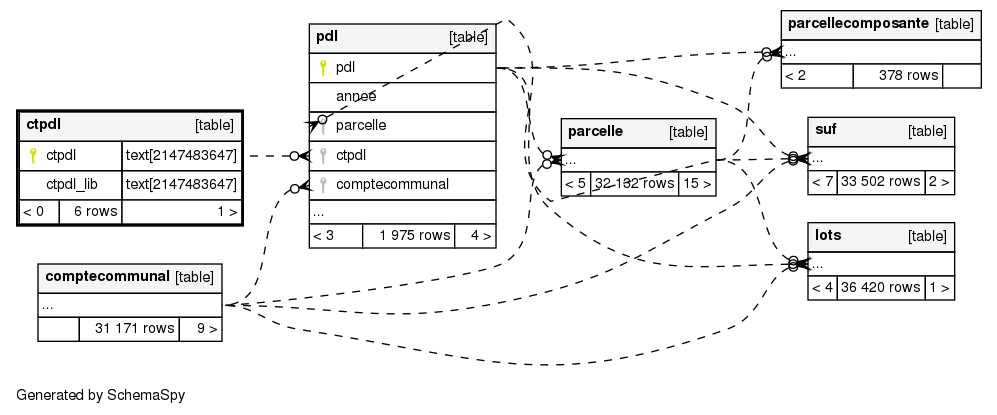 pdl [table]
pdl
annee
parcelle
ctpdl
comptecommunal
...
< 3 1 975 rows 4 >
parcellecomposante [table]
...
< 2 378 rows
ctpdl [table]
ctpdl text[2147483647]
ctpdl_lib text[2147483647]
< 0 6 rows 1 >
parcelle [table]
...
< 5 32 132 rows 15 >
suf [table]
...
< 7 33 502 rows 2 >
lots [table]
...
< 4 36 420 rows 1 >
comptecommunal [table]
...
31 171 rows 9 >
Generated by SchemaSpy